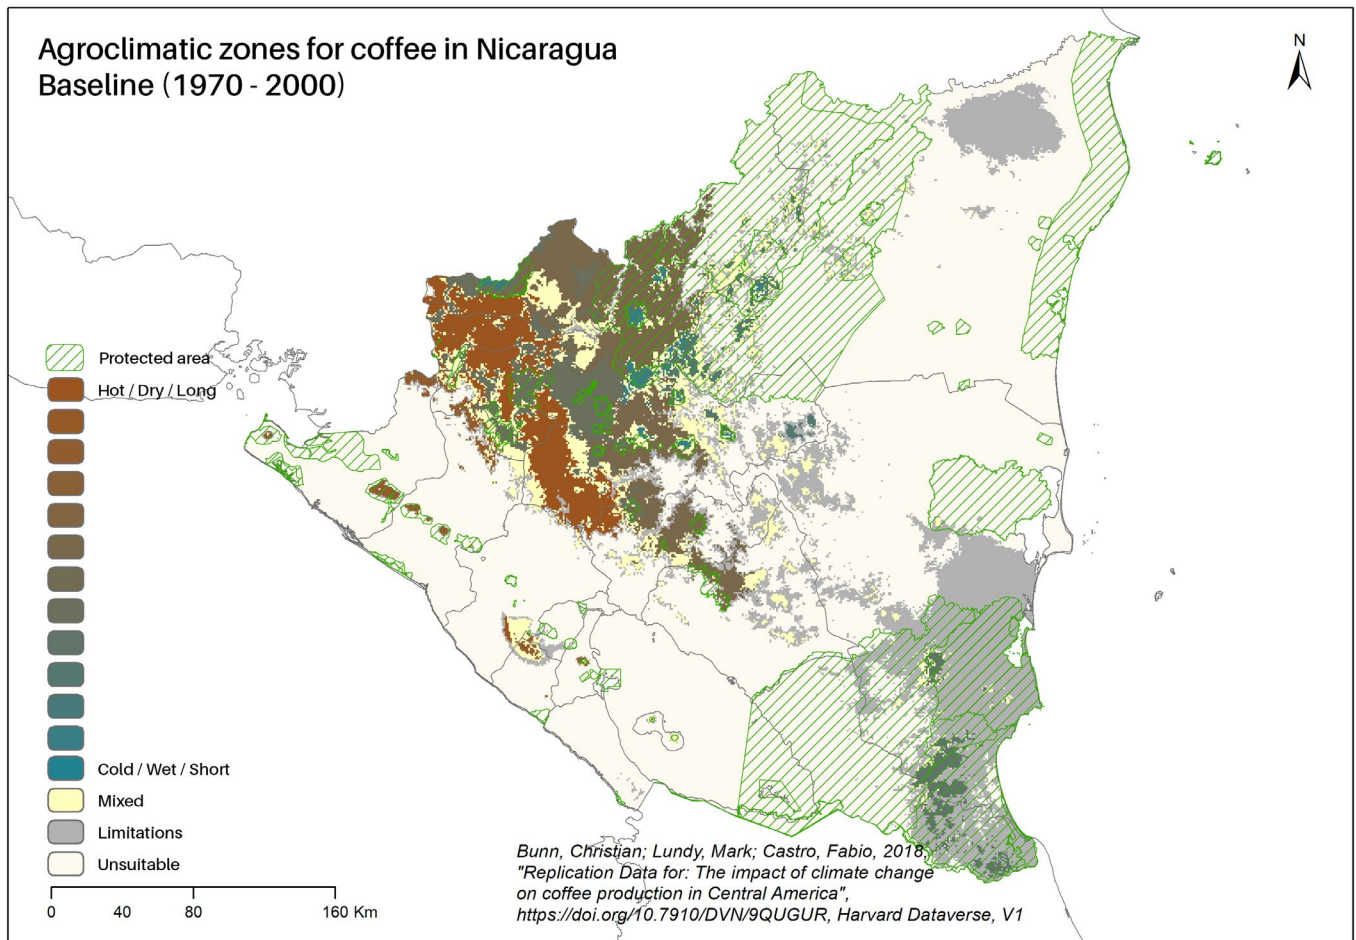 Agroclimatic zones for coffee in Nicaragua
Baseline (1970 - 2000)
N
Protected area
Hot / Dry / Long
Cold / Wet / Short
Mixed
Limitations
Unsuitable
0 40 80 160 Km
Bunn, Christian; Lundy, Mark; Castro, Fabio, 2018,
"Replication Data for: The impact of climate change
on coffee production in Central America",
https://doi.org/10.7910/DVN/9QUGUR, Harvard Dataverse, V1